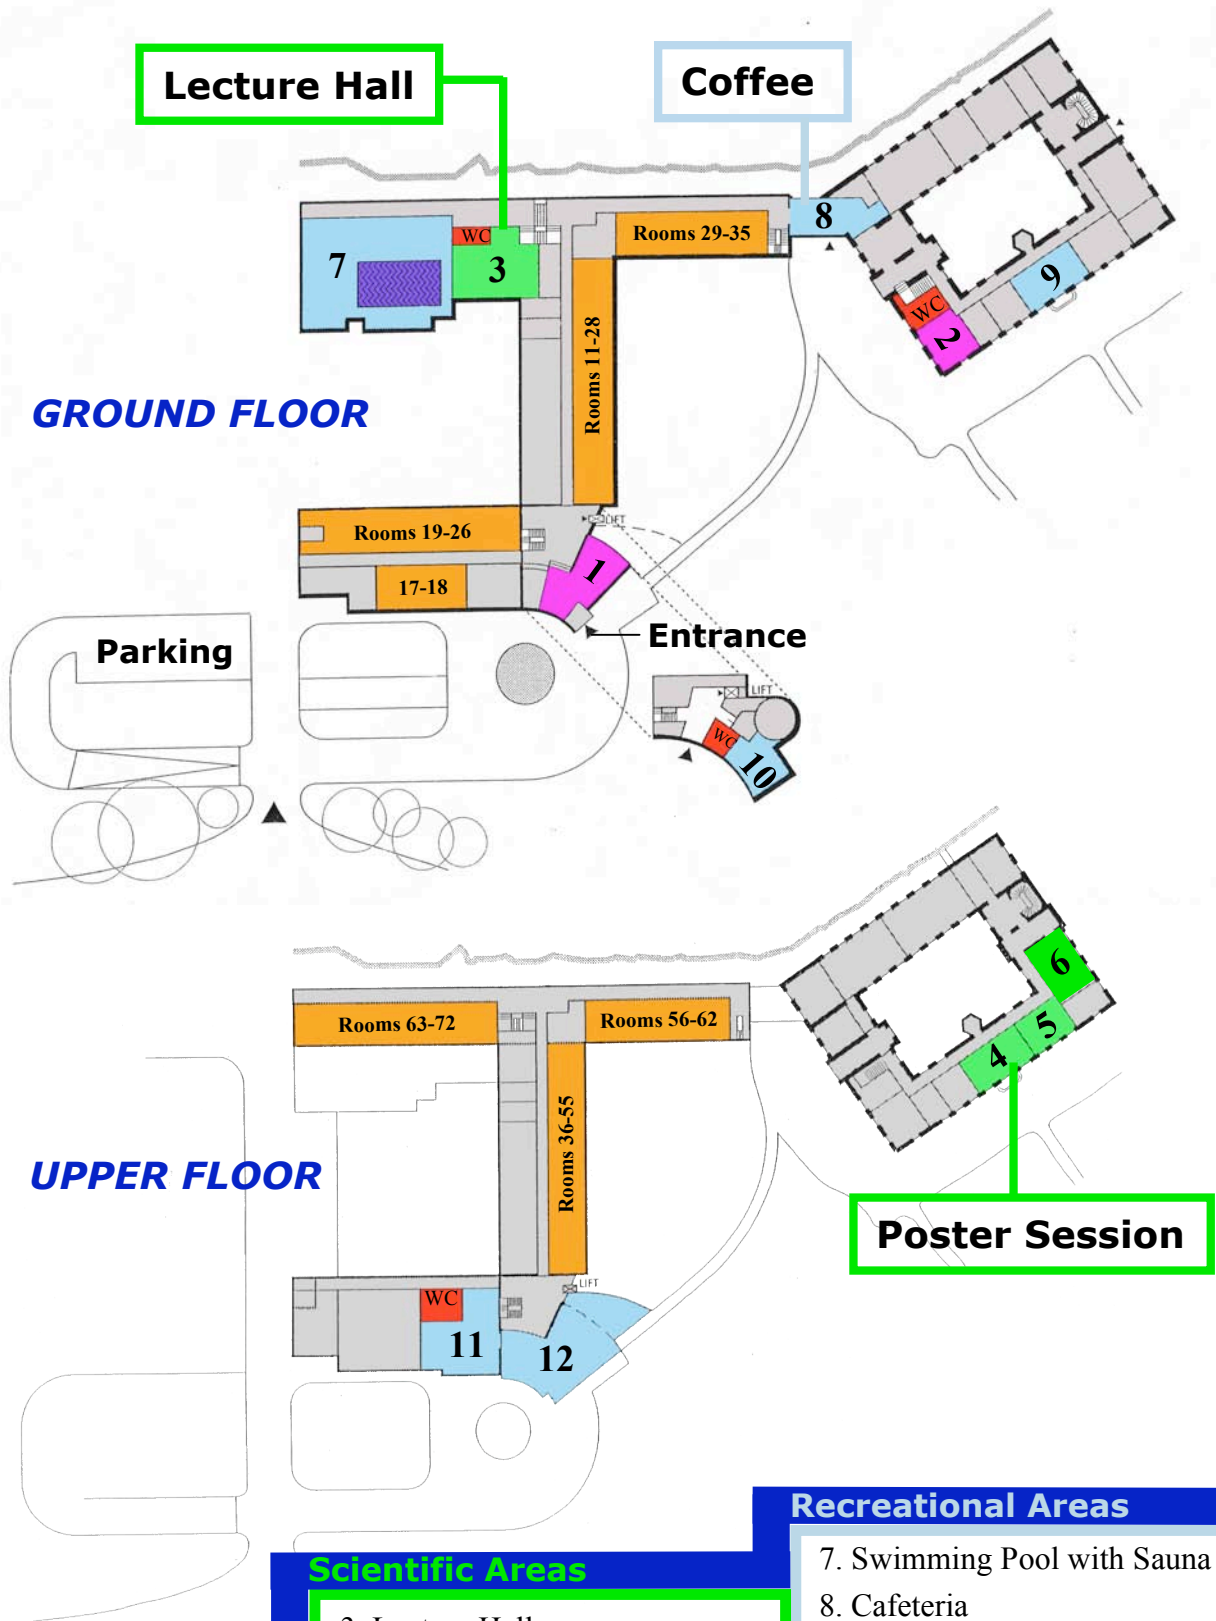 Lecture Hall
Coffee
8
Rooms 29-35
WC
7
3
9
WC
2
Rooms 11-28
GROUND FLOOR
LIFT
Rooms 19-26
1
17-18
Entrance
Parking
LIFT
WC
10
6
Rooms 63-72
Rooms 56-62
5
4
Rooms 36-55
UPPER FLOOR
Poster Session
LIFT
WC
11
12
Recreational Areas
7. Swimming Pool with Sauna
Scientific Areas
8. Cafeteria
3. Lecture Hall